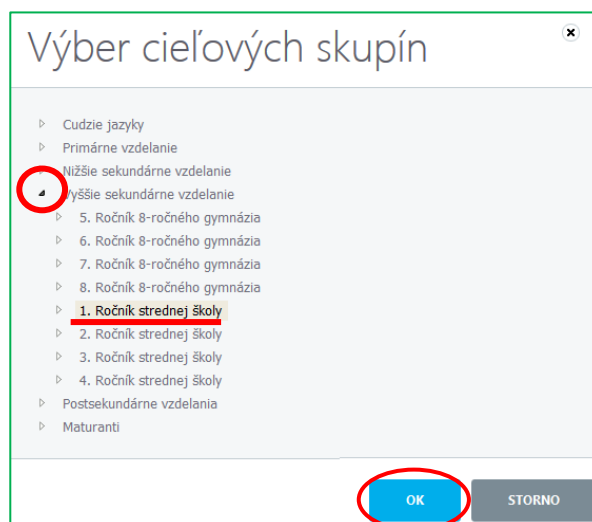 Výber cieľových skupín
Cudzie jazyky
Primárne vzdelanie
Nižšie sekundárne vzdelanie
Vyššie sekundárne vzdelanie
5. Ročník 8-ročného gymnázia
6. Ročník 8-ročného gymnázia
7. Ročník 8-ročného gymnázia
8. Ročník 8-ročného gymnázia
1. Ročník strednej školy
2. Ročník strednej školy
3. Ročník strednej školy
4. Ročník strednej školy
Postsekundárne vzdelania
Maturanti
OK STORNO